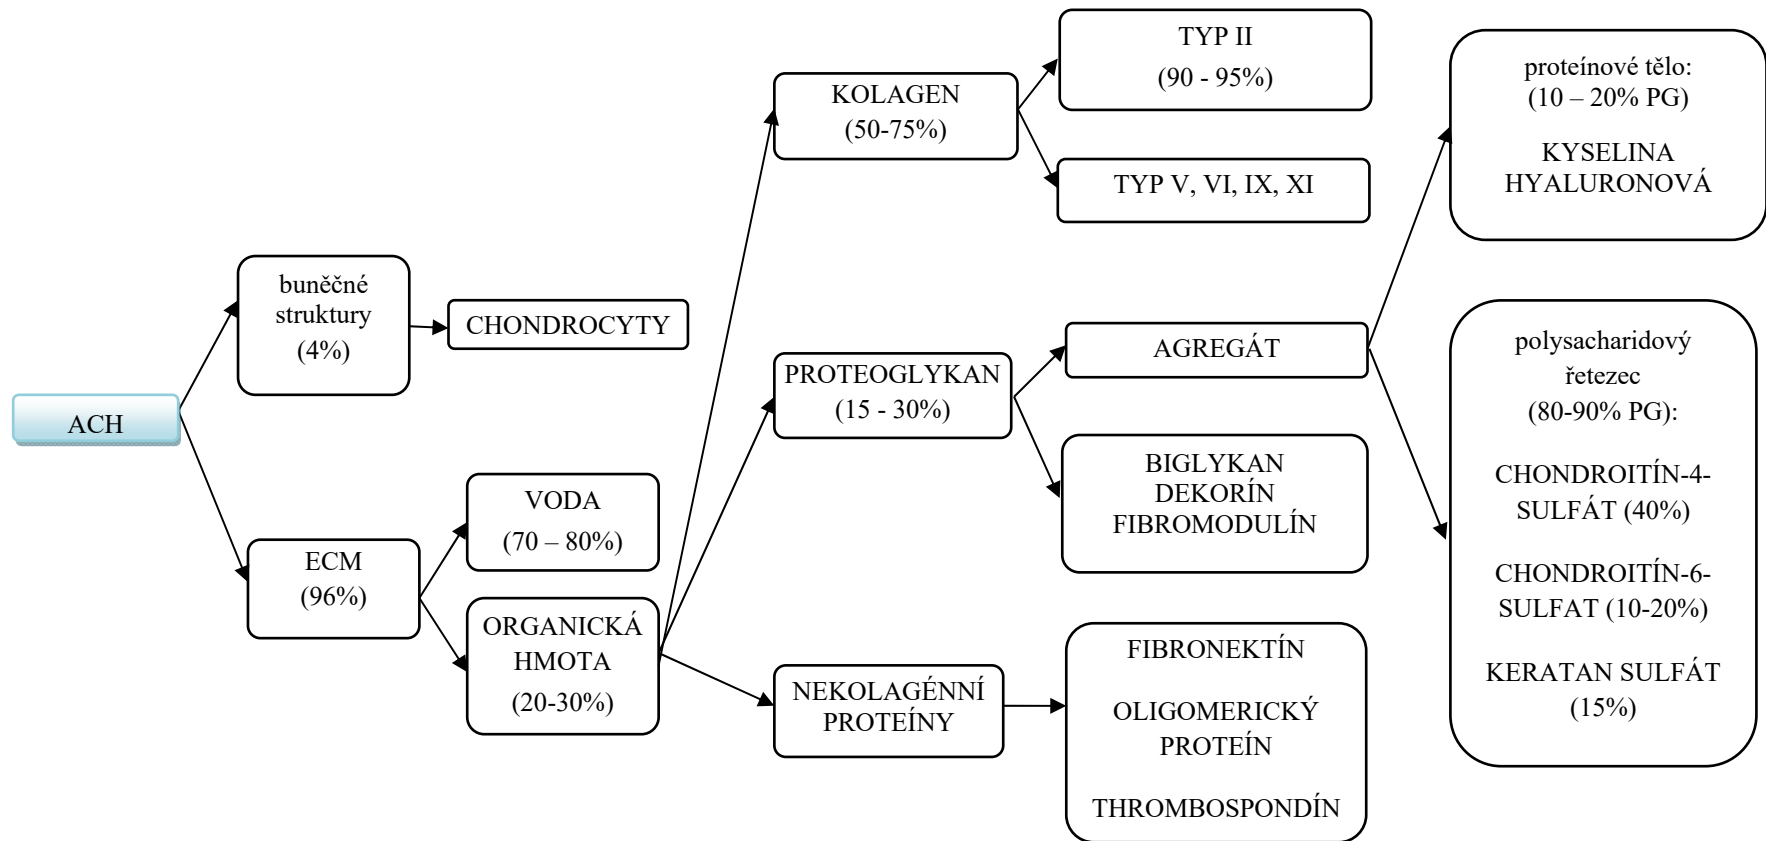 ACH
buněčné
struktury
(4%)
CHONDROCYTY
ECM
(96%)
VODA
(70 – 80%)
ORGANICKÁ
HMOTA
(20-30%)
KOLAGEN
(50-75%)
TYP II
(90 - 95%)
TYP V, VI, IX, XI
PROTEOGLYKAN
(15 - 30%)
AGREGÁT
BIGLYKAN
DEKORÍN
FIBROMODULÍN
NEKOLAGÉNNÍ
PROTEÍNY
FIBRONEKTÍN
OLIGOMERICKÝ
PROTEÍN
THROMBOSPONDÍN
proteínové tělo:
(10 – 20% PG)
KYSELINA
HYALURONOVÁ
polysacharidový
řetezec
(80-90% PG):
CHONDROITÍN-4-
SULFÁT (40%)
CHONDROITÍN-6-
SULFAT (10-20%)
KERATAN SULFÁT
(15%)